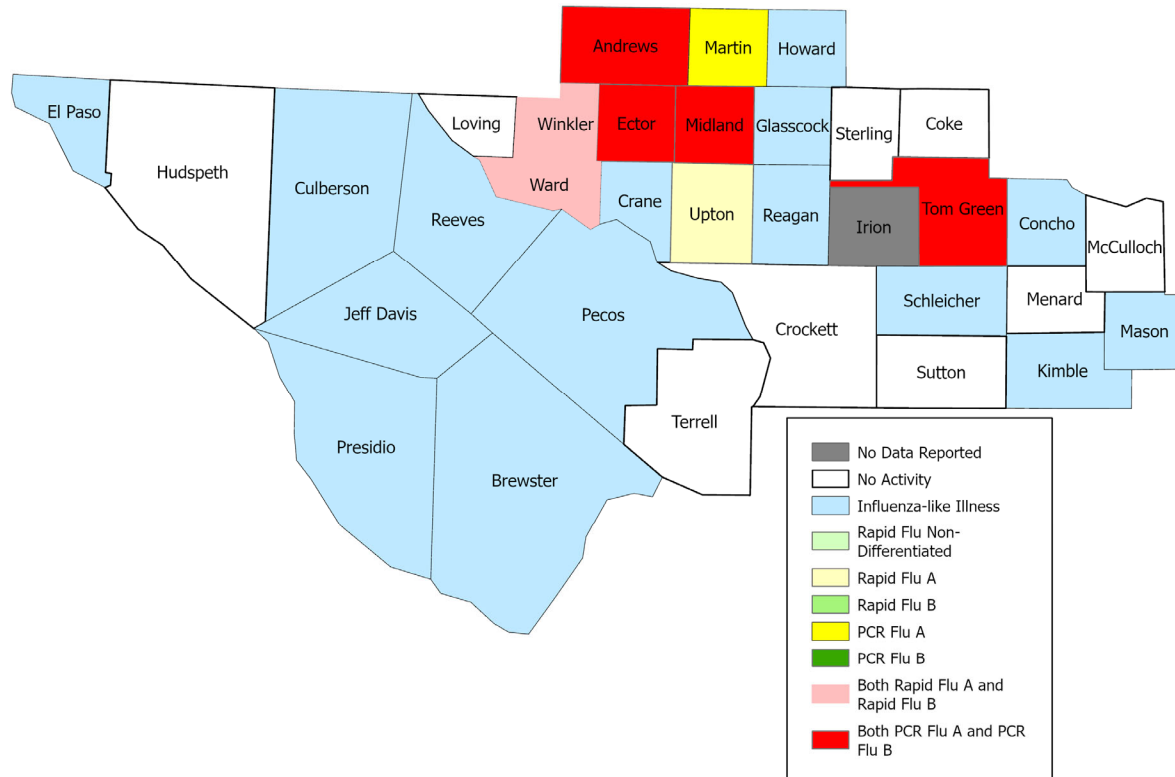 Andrews
Martin
Howard
El Paso
Hudspeth
Culberson
Reeves
Loving
Winkler
Ward
Ector
Midland
Glasscock
Sterling
Coke
Crane
Upton
Reagan
Irion
Tom Green
Concho
McCulloch
Jeff Davis
Pecos
Crockett
Schleicher
Menard
Mason
Sutton
Kimble
Terrell
Presidio
Brewster
No Data Reported
No Activity
Influenza-like Illness
Rapid Flu Non-
Differentiated
Rapid Flu A
Rapid Flu B
PCR Flu A
PCR Flu B
Both Rapid Flu A and
Rapid Flu B
Both PCR Flu A and PCR
Flu B